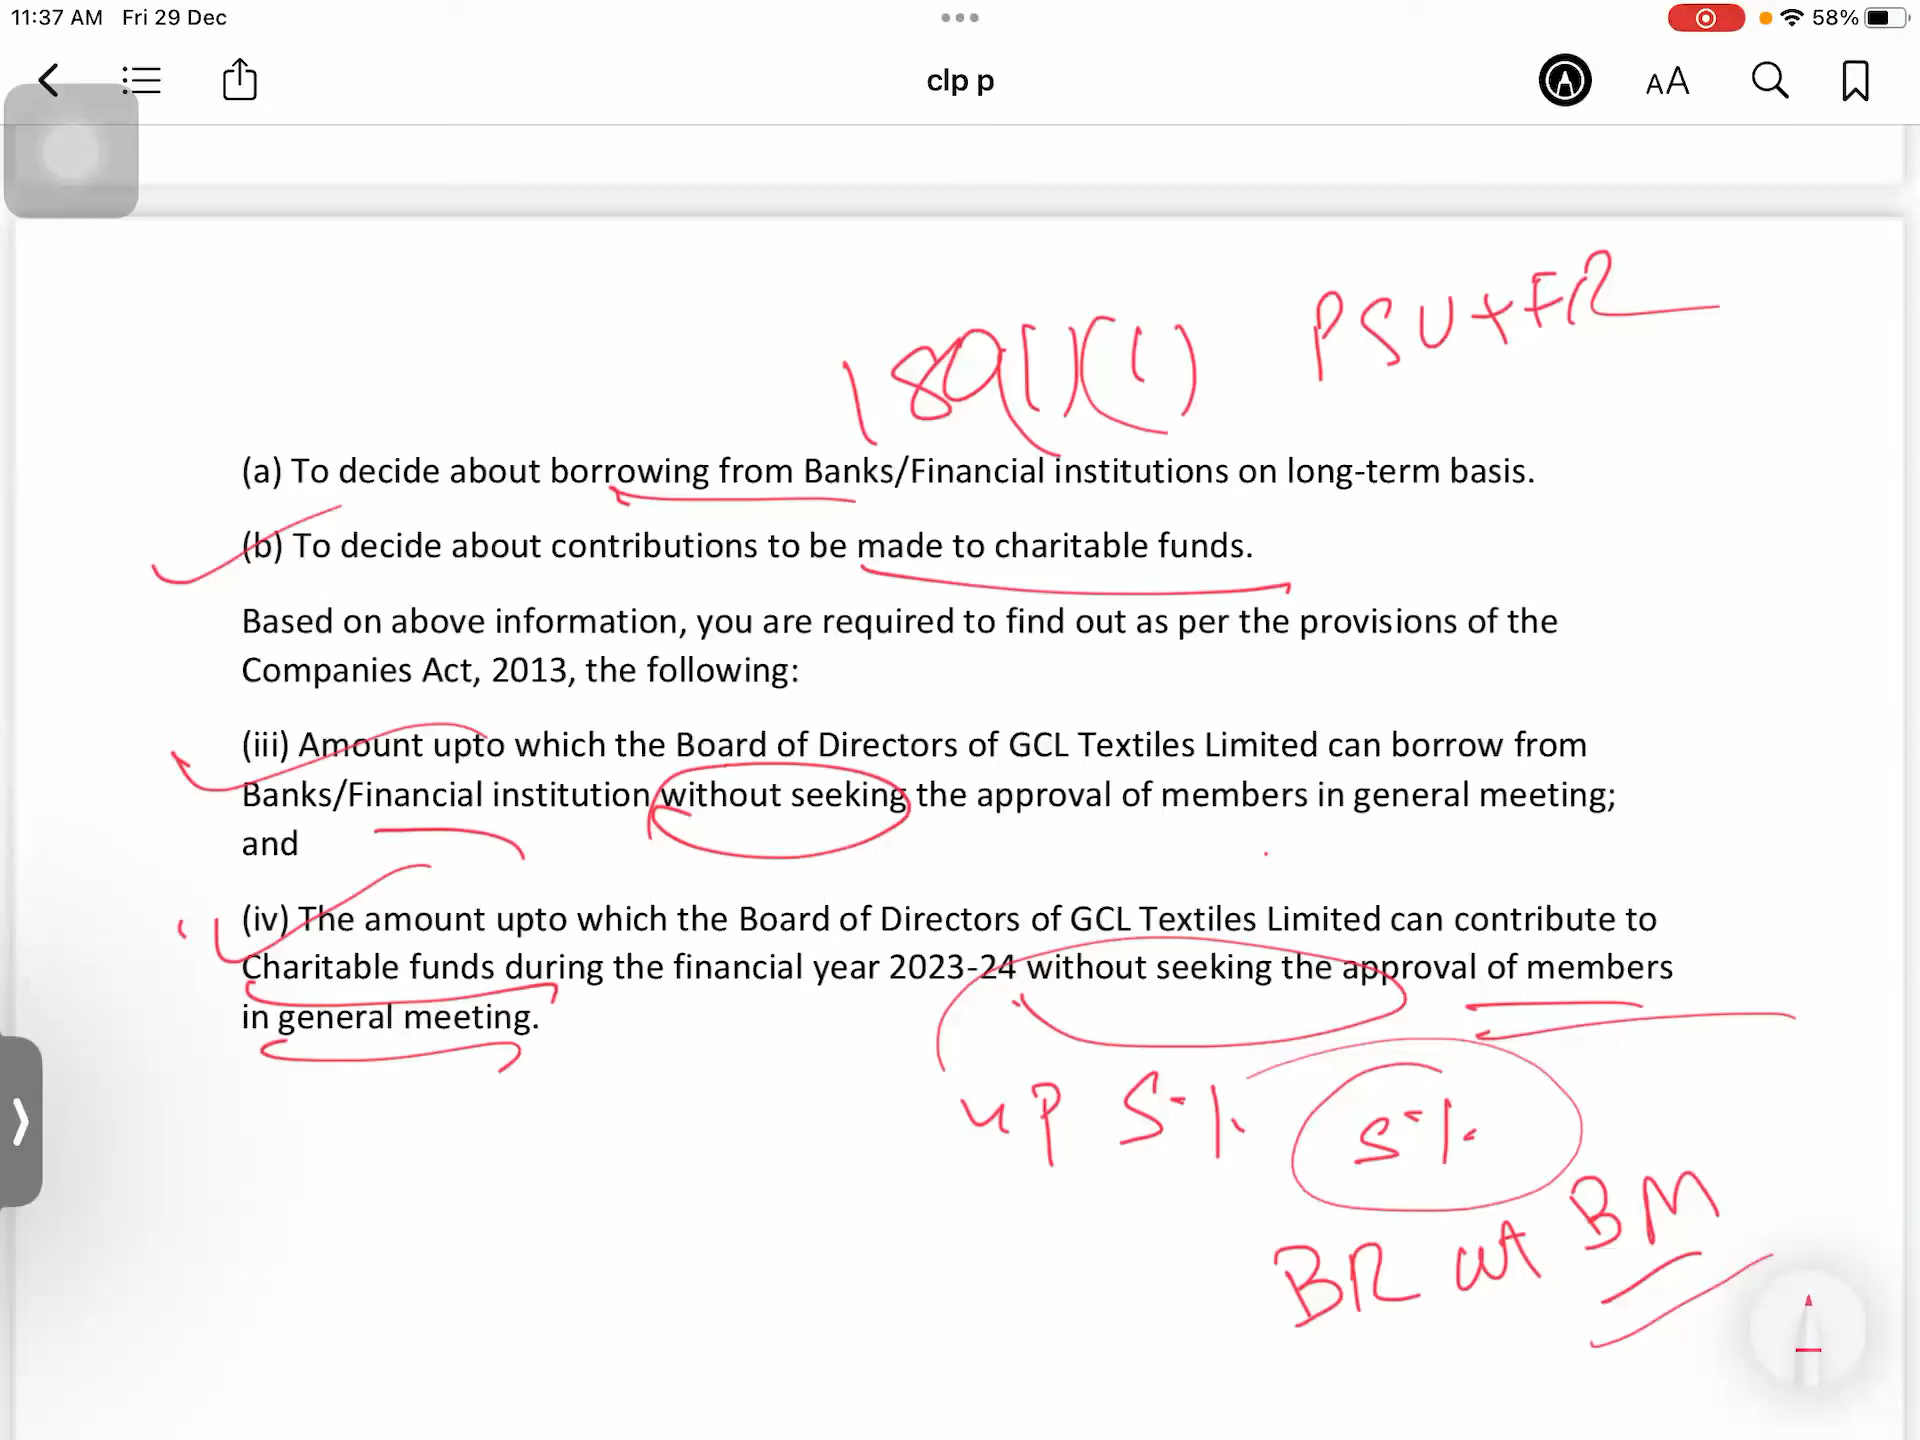 11:37 AM Fri 29 Dec
58%
clp p
AA
PSU + FR
189(1)(1)
(a) To decide about borrowing from Banks/Financial institutions on long-term basis.
(b) To decide about contributions to be made to charitable funds.
Based on above information, you are required to find out as per the provisions of the
Companies Act, 2013, the following:
(iii) Amount upto which the Board of Directors of GCL Textiles Limited can borrow from
Banks/Financial institution without seeking the approval of members in general meeting;
and
(iv) The amount upto which the Board of Directors of GCL Textiles Limited can contribute to
Charitable funds during the financial year 2023-24 without seeking the approval of members
in general meeting.
up 5% 5%
BR at BM